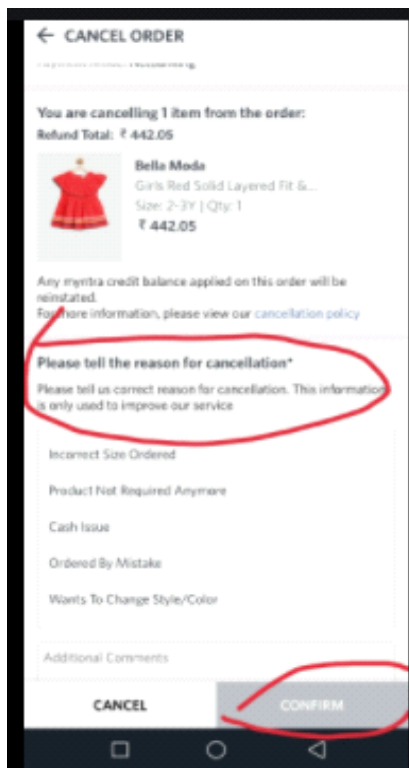 ← CANCEL ORDER
You are cancelling 1 item from the order:
Refund Total: ₹ 442.05
Bella Moda
Girls Red Solid Layered Fit &...
Size: 2-3Y | Qty: 1
₹ 442.05
Any myntra credit balance applied on this order will be
reinstated.
For more information, please view our cancellation policy
Please tell the reason for cancellation*
Please tell us correct reason for cancellation. This information
is only used to improve our service
Incorrect Size Ordered
Product Not Required Anymore
Cash Issue
Ordered By Mistake
Wants To Change Style/Color
Additional Comments
CANCEL
CONFIRM